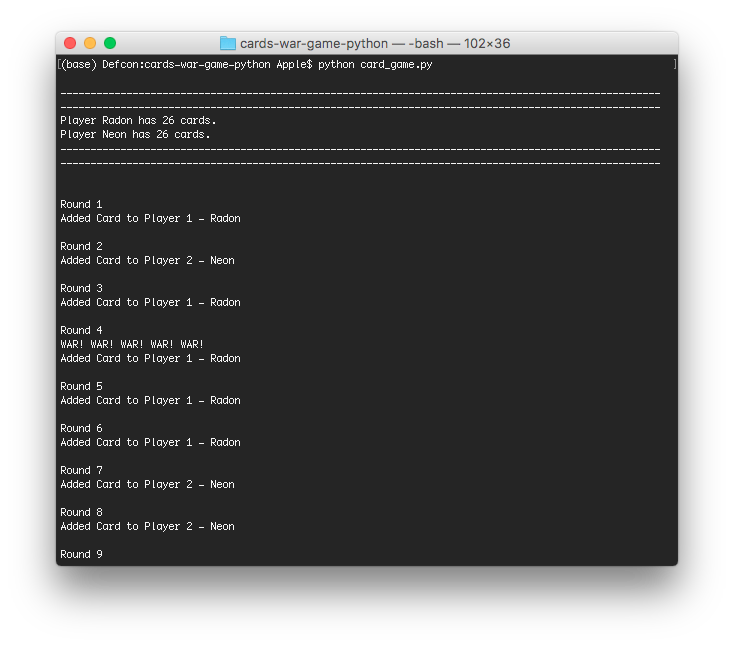 cards-war-game-python — -bash — 102×36
[(base) Defcon:cards-war-game-python Apple$ python card_game.py ]
----------------------------------------------------------------------------------------------------
----------------------------------------------------------------------------------------------------
Player Radon has 26 cards.
Player Neon has 26 cards.
----------------------------------------------------------------------------------------------------
----------------------------------------------------------------------------------------------------
Round 1
Added Card to Player 1 - Radon
Round 2
Added Card to Player 2 - Neon
Round 3
Added Card to Player 1 - Radon
Round 4
WAR! WAR! WAR! WAR! WAR!
Added Card to Player 1 - Radon
Round 5
Added Card to Player 1 - Radon
Round 6
Added Card to Player 1 - Radon
Round 7
Added Card to Player 2 - Neon
Round 8
Added Card to Player 2 - Neon
Round 9